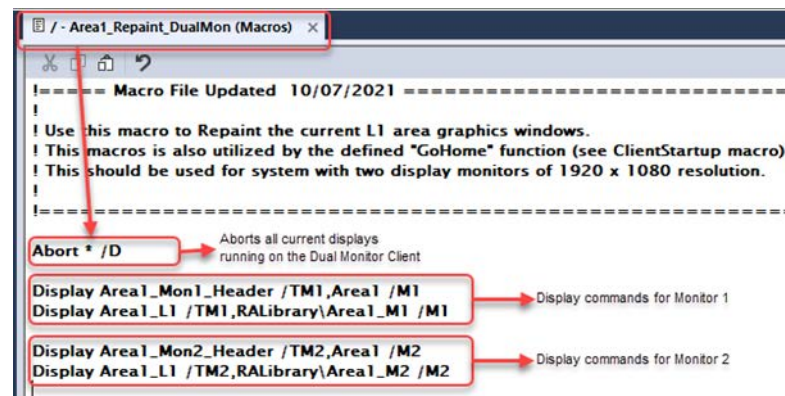 / - Area1_Repaint_DualMon (Macros) ×
!===== Macro File Updated 10/07/2021 ==============================
!
! Use this macro to Repaint the current L1 area graphics windows.
! This macros is also utilized by the defined "GoHome" function (see ClientStartup macro)
! This should be used for system with two display monitors of 1920 x 1080 resolution.
!
!==============================================================
Abort * /D
Aborts all current displays
running on the Dual Monitor Client
Display Area1_Mon1_Header /TM1,Area1 /M1
Display Area1_L1 /TM1,RALibrary\Area1_M1 /M1
Display commands for Monitor 1
Display Area1_Mon2_Header /TM2,Area1 /M2
Display Area1_L1 /TM2,RALibrary\Area1_M2 /M2
Display commands for Monitor 2